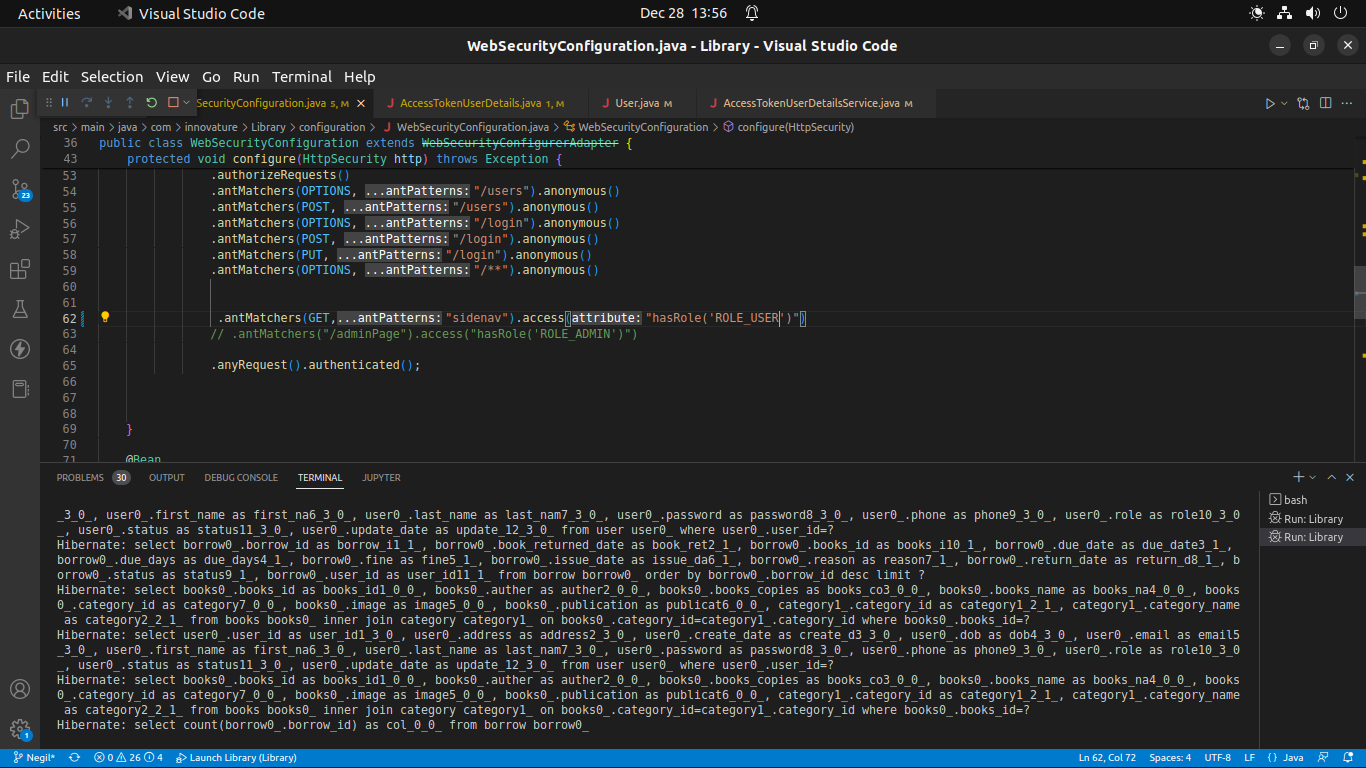 Activities
Visual Studio Code
Dec 28 13:56
WebSecurityConfiguration.java - Library - Visual Studio Code
File Edit Selection View Go Run Terminal Help
SecurityConfiguration.java 5, M
AccessTokenUserDetails.java 1, M
User.java M
AccessTokenUserDetailsService.java M
src > main > java > com > innovature > Library > configuration > WebSecurityConfiguration.java > WebSecurityConfiguration > configure(HttpSecurity)
36 public class WebSecurityConfiguration extends WebSecurityConfigurerAdapter {
43 protected void configure(HttpSecurity http) throws Exception {
53 .authorizeRequests()
54 .antMatchers(OPTIONS, ...antPatterns: "/users").anonymous()
55 .antMatchers(POST, ...antPatterns: "/users").anonymous()
56 .antMatchers(OPTIONS, ...antPatterns: "/login").anonymous()
57 .antMatchers(POST, ...antPatterns: "/login").anonymous()
58 .antMatchers(PUT, ...antPatterns: "/login").anonymous()
59 .antMatchers(OPTIONS, ...antPatterns: "/**").anonymous()
60
61
62 .antMatchers(GET,...antPatterns: "sidenav").access(attribute: "hasRole('ROLE_USER')")
63 // .antMatchers("/adminPage").access("hasRole('ROLE_ADMIN')")
64
65 .anyRequest().authenticated();
66
67
68
69 }
70
71 @Bean
23
PROBLEMS 30 OUTPUT DEBUG CONSOLE TERMINAL JUPYTER
_3_0_, user0_.first_name as first_na6_3_0_, user0_.last_name as last_nam7_3_0_, user0_.password as password8_3_0_, user0_.phone as phone9_3_0_, user0_.role as role10_3_0
_, user0_.status as status11_3_0_, user0_.update_date as update_12_3_0_ from user user0_ where user0_.user_id=?
Hibernate: select borrow0_.borrow_id as borrow_i1_1_, borrow0_.book_returned_date as book_ret2_1_, borrow0_.books_id as books_i10_1_, borrow0_.due_date as due_date3_1_,
borrow0_.due_days as due_days4_1_, borrow0_.fine as fine5_1_, borrow0_.issue_date as issue_da6_1_, borrow0_.reason as reason7_1_, borrow0_.return_date as return_d8_1_, b
orrow0_.status as status9_1_, borrow0_.user_id as user_id11_1_ from borrow borrow0_ order by borrow0_.borrow_id desc limit ?
Hibernate: select books0_.books_id as books_id1_0_0_, books0_.auther as auther2_0_0_, books0_.books_copies as books_co3_0_0_, books0_.books_name as books_na4_0_0_, books
0_.category_id as category7_0_0_, books0_.image as image5_0_0_, books0_.publication as publicat6_0_0_, category1_.category_id as category1_2_1_, category1_.category_name
as category2_2_1_ from books books0_ inner join category category1_ on books0_.category_id=category1_.category_id where books0_.books_id=?
Hibernate: select user0_.user_id as user_id1_3_0_, user0_.address as address2_3_0_, user0_.create_date as create_d3_3_0_, user0_.dob as dob4_3_0_, user0_.email as email5
_3_0_, user0_.first_name as first_na6_3_0_, user0_.last_name as last_nam7_3_0_, user0_.password as password8_3_0_, user0_.phone as phone9_3_0_, user0_.role as role10_3_0
_, user0_.status as status11_3_0_, user0_.update_date as update_12_3_0_ from user user0_ where user0_.user_id=?
Hibernate: select books0_.books_id as books_id1_0_0_, books0_.auther as auther2_0_0_, books0_.books_copies as books_co3_0_0_, books0_.books_name as books_na4_0_0_, books
0_.category_id as category7_0_0_, books0_.image as image5_0_0_, books0_.publication as publicat6_0_0_, category1_.category_id as category1_2_1_, category1_.category_name
as category2_2_1_ from books books0_ inner join category category1_ on books0_.category_id=category1_.category_id where books0_.books_id=?
Hibernate: select count(borrow0_.borrow_id) as col_0_0_ from borrow borrow0_
bash
Run: Library
Run: Library
1
Negil* 0 26 4 Launch Library (Library) Ln 62, Col 72 Spaces: 4 UTF-8 LF {} Java